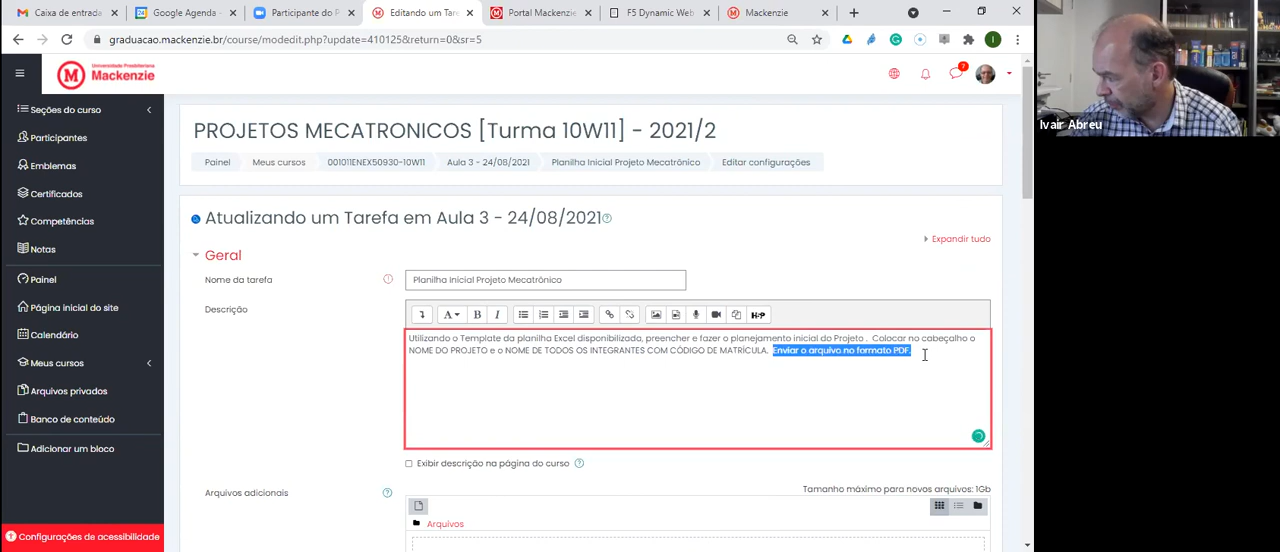 Caixa de entrada
Google Agenda -
Participante do P
Editando um Tare
Portal Mackenzie
F5 Dynamic Web
Mackenzie
graduacao.mackenzie.br/course/modedit.php?update=410125&return=0&sr=5
Universidade Presbiteriana
Mackenzie
7
Ivair Abreu
Seções do curso
Participantes
Emblemas
Certificados
Competências
Notas
Painel
Página inicial do site
Calendário
Meus cursos
Arquivos privados
Banco de conteúdo
Adicionar um bloco
Configurações de acessibilidade
PROJETOS MECATRONICOS [Turma 10W11] - 2021/2
Painel
Meus cursos
001011ENEX50930-10W11
Aula 3 - 24/08/2021
Planilha Inicial Projeto Mecatrônico
Editar configurações
Atualizando um Tarefa em Aula 3 - 24/08/2021
Expandir tudo
Geral
Nome da tarefa
Planilha Inicial Projeto Mecatrônico
Descrição
A
B
I
H-P
Utilizando o Template da planilha Excel disponibilizada, preencher e fazer o planejamento inicial do Projeto . Colocar no cabeçalho o
NOME DO PROJETO e o NOME DE TODOS OS INTEGRANTES COM CÓDIGO DE MATRÍCULA. Enviar o arquivo no formato PDF.
Exibir descrição na página do curso
Arquivos adicionais
Tamanho máximo para novos arquivos: 1Gb
Arquivos